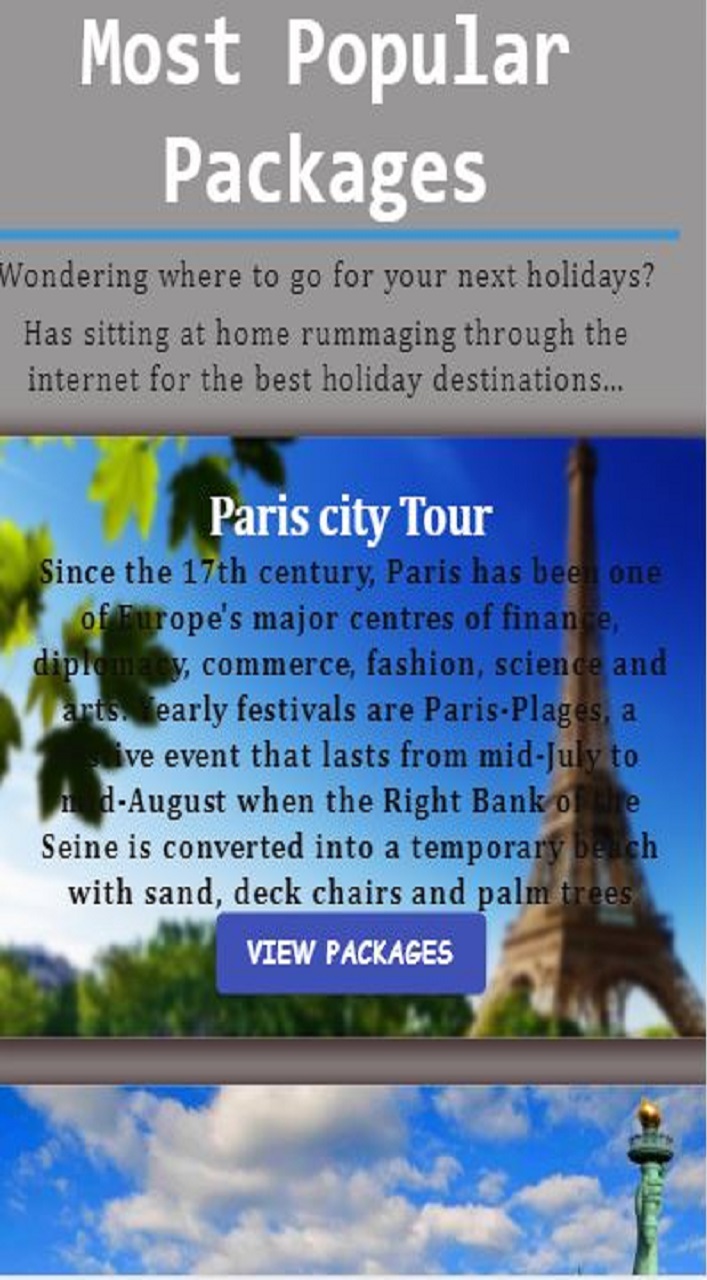 Most Popular
Packages
Wondering where to go for your next holidays?
Has sitting at home rummaging through the
internet for the best holiday destinations...
Paris city Tour
Since the 17th century, Paris has been one
of Europe's major centres of finance,
diplomacy, commerce, fashion, science and
arts. Yearly festivals are Paris-Plages, a
festive event that lasts from mid-July to
mid-August when the Right Bank of the
Seine is converted into a temporary beach
with sand, deck chairs and palm trees
VIEW PACKAGES